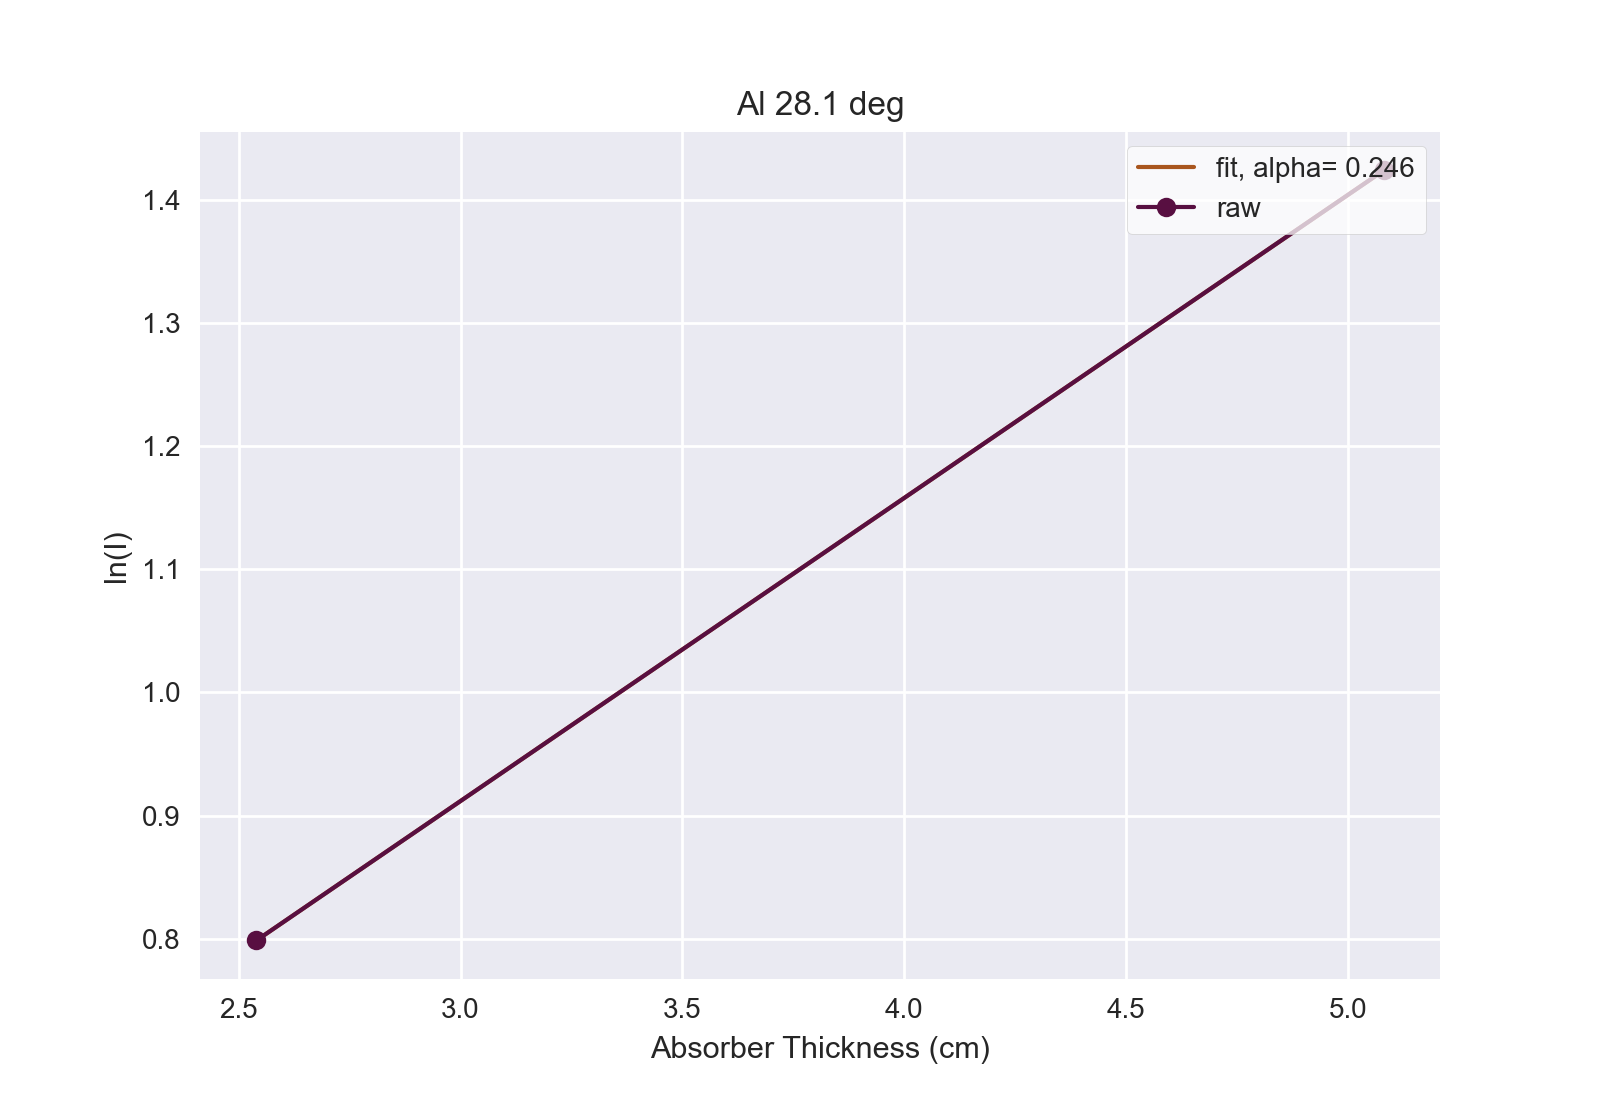 Al 28.1 deg
fit, alpha= 0.246
raw
1.4
1.3
1.2
1.1
1.0
0.9
0.8
ln(I)
2.5 3.0 3.5 4.0 4.5 5.0
Absorber Thickness (cm)